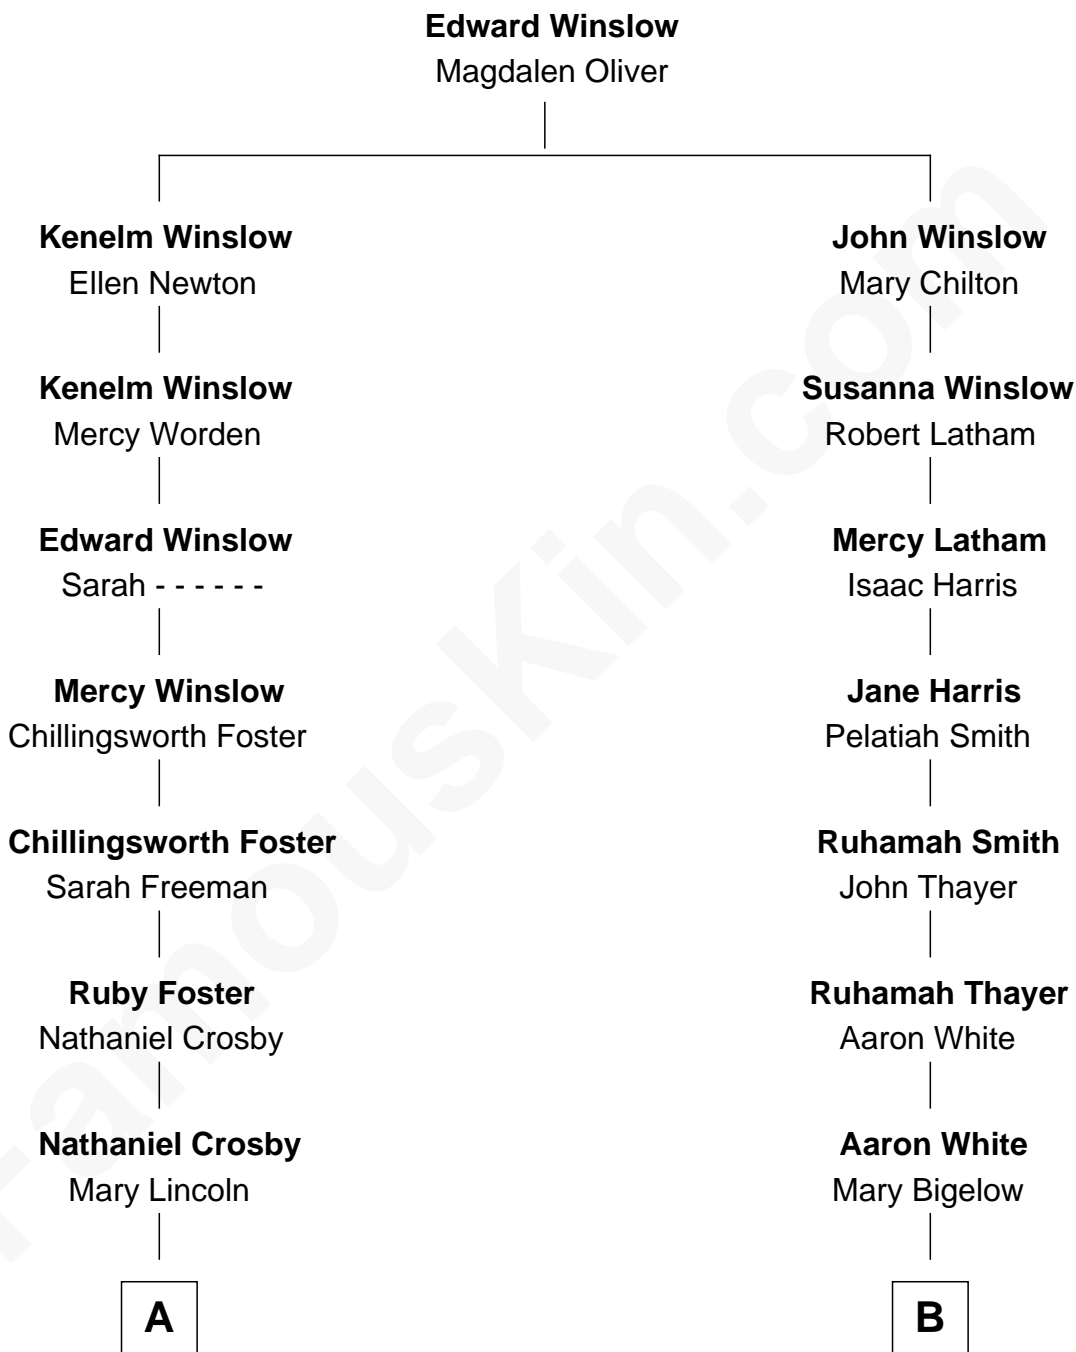 Edward Winslow
Magdalen Oliver
Kenelm Winslow
Ellen Newton
John Winslow
Mary Chilton
Kenelm Winslow
Mercy Worden
Susanna Winslow
Robert Latham
Edward Winslow
Sarah - - - - - -
Mercy Latham
Isaac Harris
Mercy Winslow
Chillingsworth Foster
Jane Harris
Pelatiah Smith
Chillingsworth Foster
Sarah Freeman
Ruhamah Smith
John Thayer
Ruby Foster
Nathaniel Crosby
Ruhamah Thayer
Aaron White
Nathaniel Crosby
Mary Lincoln
Aaron White
Mary Bigelow
A
B
FamousKin.com